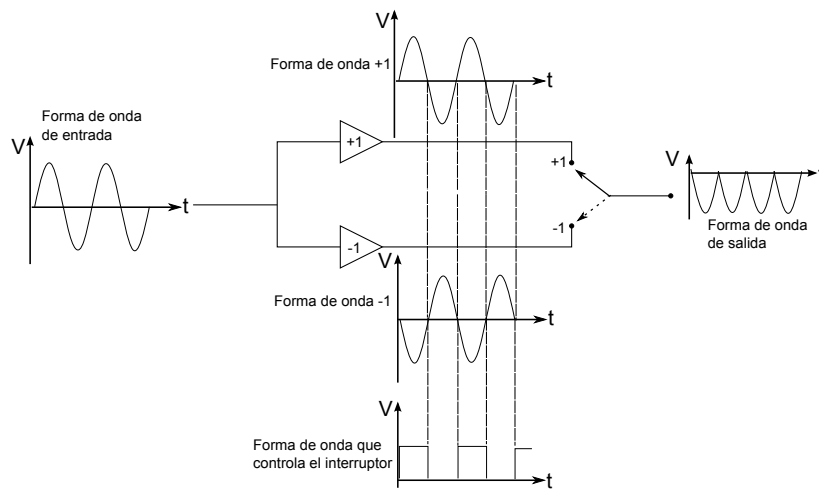 V
Forma de onda +1
t
Forma de onda
de entrada
V
t
+1
+1
-1
-1
V
Forma de onda
de salida
V
Forma de onda -1
t
V
Forma de onda que
controla el interruptor
t